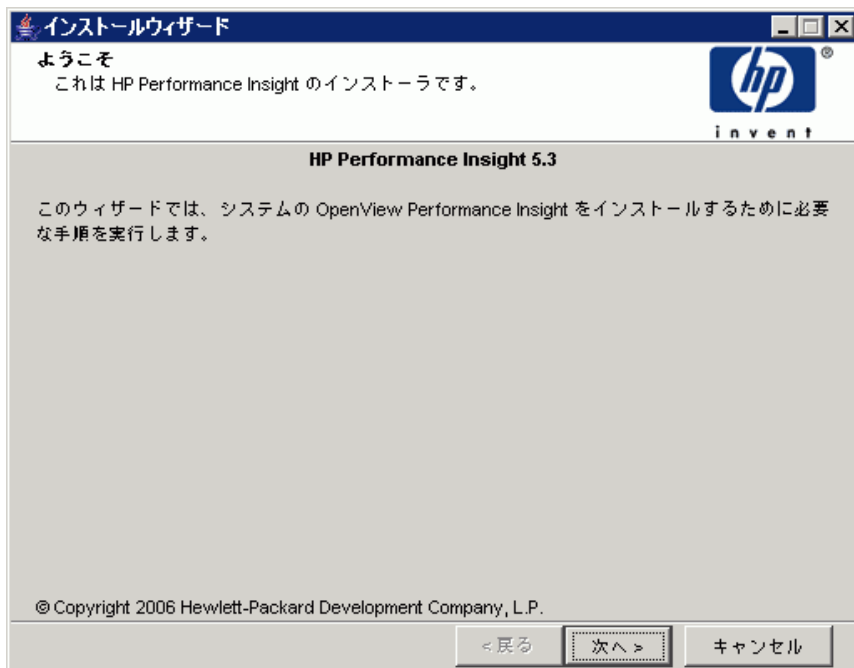 インストールウィザード
ようこそ
これは HP Performance Insight のインストーラです。
hp
®
invent
HP Performance Insight 5.3
このウィザードでは、システムの OpenView Performance Insight をインストールするために必要
な手順を実行します。
© Copyright 2006 Hewlett-Packard Development Company, L.P.
<戻る 次へ > キャンセル